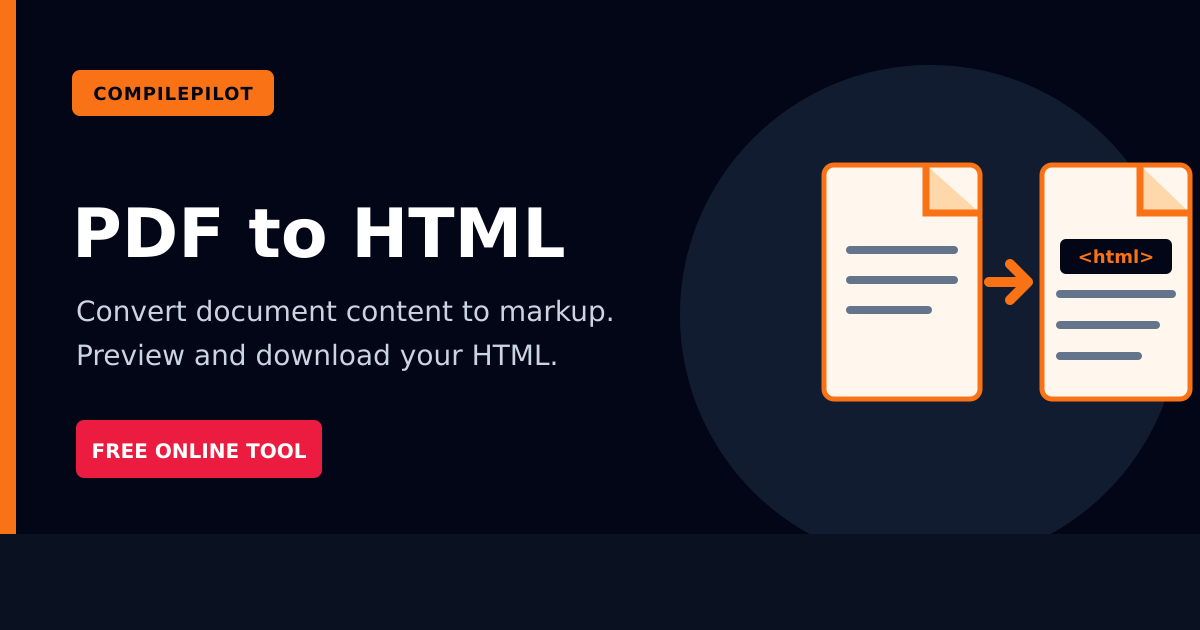 COMPILEPILOT
PDF to HTML
Convert document content to markup.
Preview and download your HTML.
FREE ONLINE TOOL
<html>